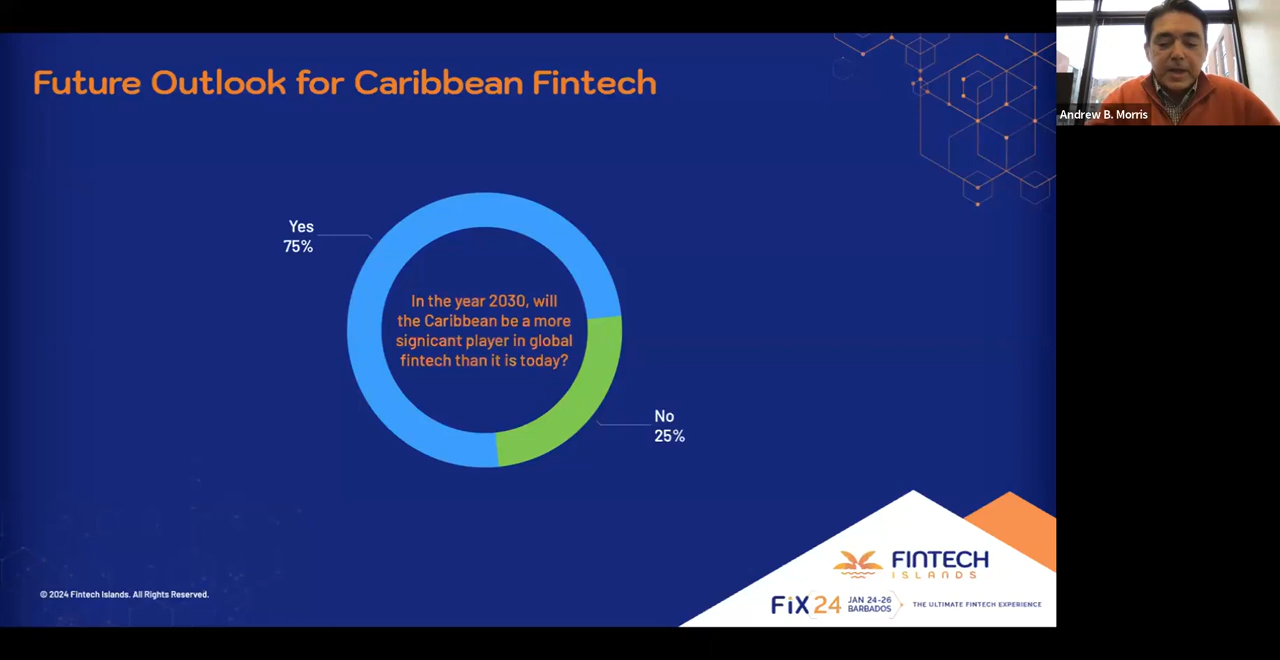 Future Outlook for Caribbean Fintech
Andrew B. Morris
Yes
75%
In the year 2030, will
the Caribbean be a more
signicant player in global
fintech than it is today?
No
25%
FINTECH
ISLANDS
FiX 24
JAN 24-26
BARBADOS
THE ULTIMATE FINTECH EXPERIENCE
© 2024 Fintech Islands. All Rights Reserved.